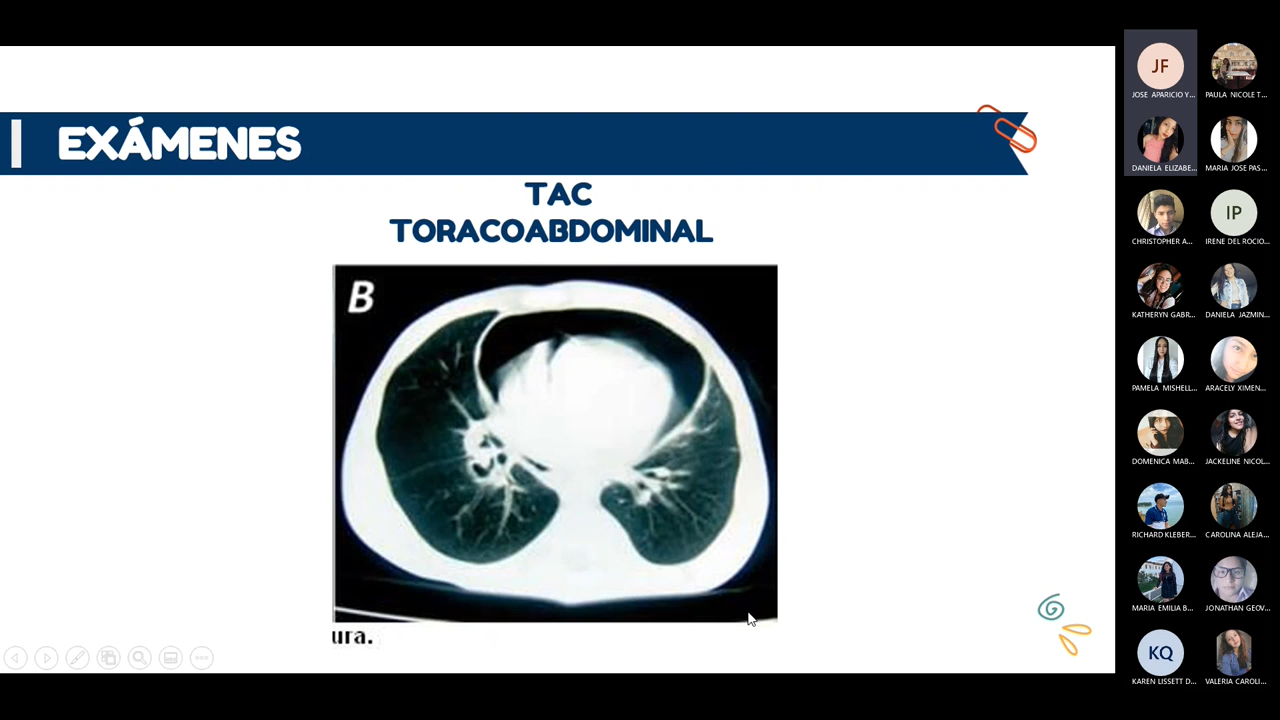 EXÁMENES
TAC
TORACOABDOMINAL
B
ura.
JF
JOSE APARICIO Y...
PAULA NICOLE T...
DANIELA ELIZABE...
MARIA JOSE PAS...
CHRISTOPHER A...
IP
IRENE DEL ROCIO...
KATHERYN GABR...
DANIELA JAZMIN...
PAMELA MISHELL...
ARACELY XIMEN...
DOMENICA MAB...
JACKELINE NICOL...
RICHARD KLEBER...
CAROLINA ALEJA...
MARIA EMILIA B...
JONATHAN GEOV...
KQ
KAREN LISSETT D...
VALERIA CAROLI...